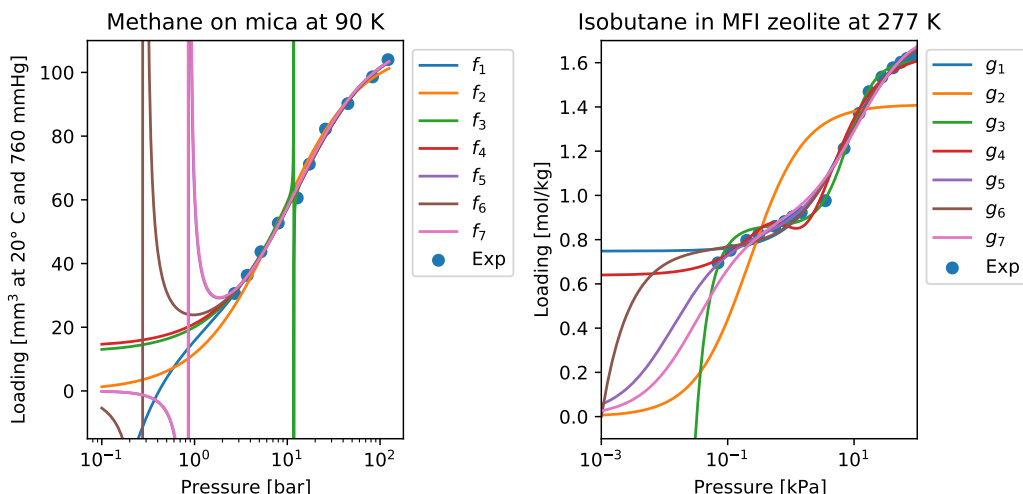 Methane on mica at 90 K
Loading [mm³ at 20° C and 760 mmHg]
100
80
60
40
20
0
10⁻¹
10⁰
10¹
10²
Pressure [bar]
f₁
f₂
f₃
f₄
f₅
f₆
f₇
Exp
Isobutane in MFI zeolite at 277 K
Loading [mol/kg]
1.6
1.4
1.2
1.0
0.8
0.6
0.4
0.2
0.0
10⁻³
10⁻¹
10¹
Pressure [kPa]
g₁
g₂
g₃
g₄
g₅
g₆
g₇
Exp